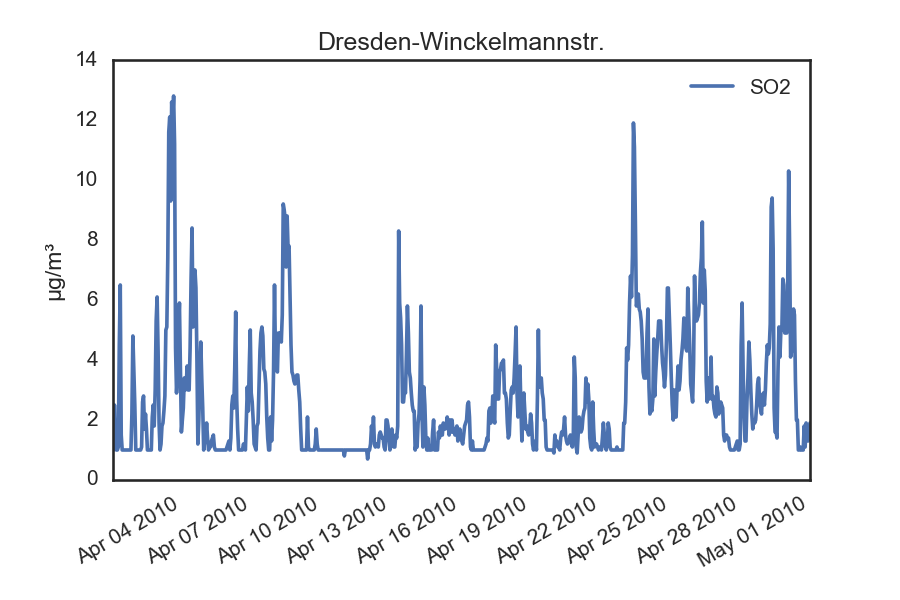 Dresden-Winckelmannstr.
14
12
10
8
6
4
2
0
µg/m³
SO2
Apr 04 2010
Apr 07 2010
Apr 10 2010
Apr 13 2010
Apr 16 2010
Apr 19 2010
Apr 22 2010
Apr 25 2010
Apr 28 2010
May 01 2010